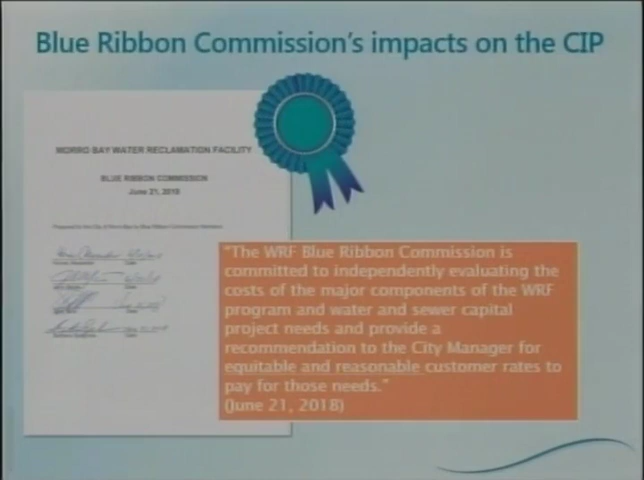 Blue Ribbon Commission's impacts on the CIP
MORRO BAY WATER RECLAMATION FACILITY
BLUE RIBBON COMMISSION
June 21, 2018
"The WRF Blue Ribbon Commission is
committed to independently evaluating the
costs of the major components of the WRF
program and water and sewer capital
project needs and provide a
recommendation to the City Manager for
equitable and reasonable customer rates to
pay for those needs."
(June 21, 2018)